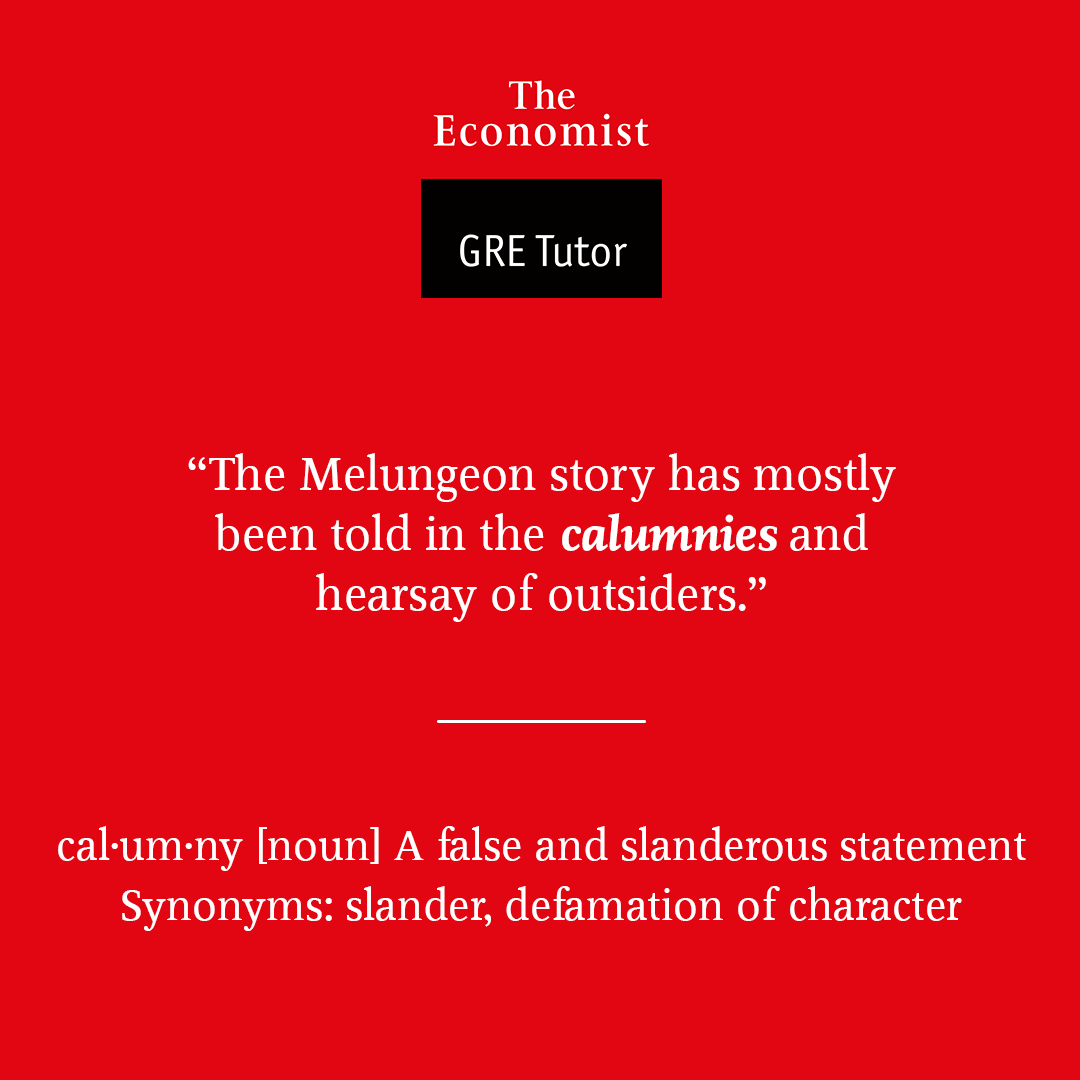 The
Economist
GRE Tutor
“The Melungeon story has mostly
been told in the calumnies and
hearsay of outsiders.”
cal·um·ny [noun] A false and slanderous statement
Synonyms: slander, defamation of character